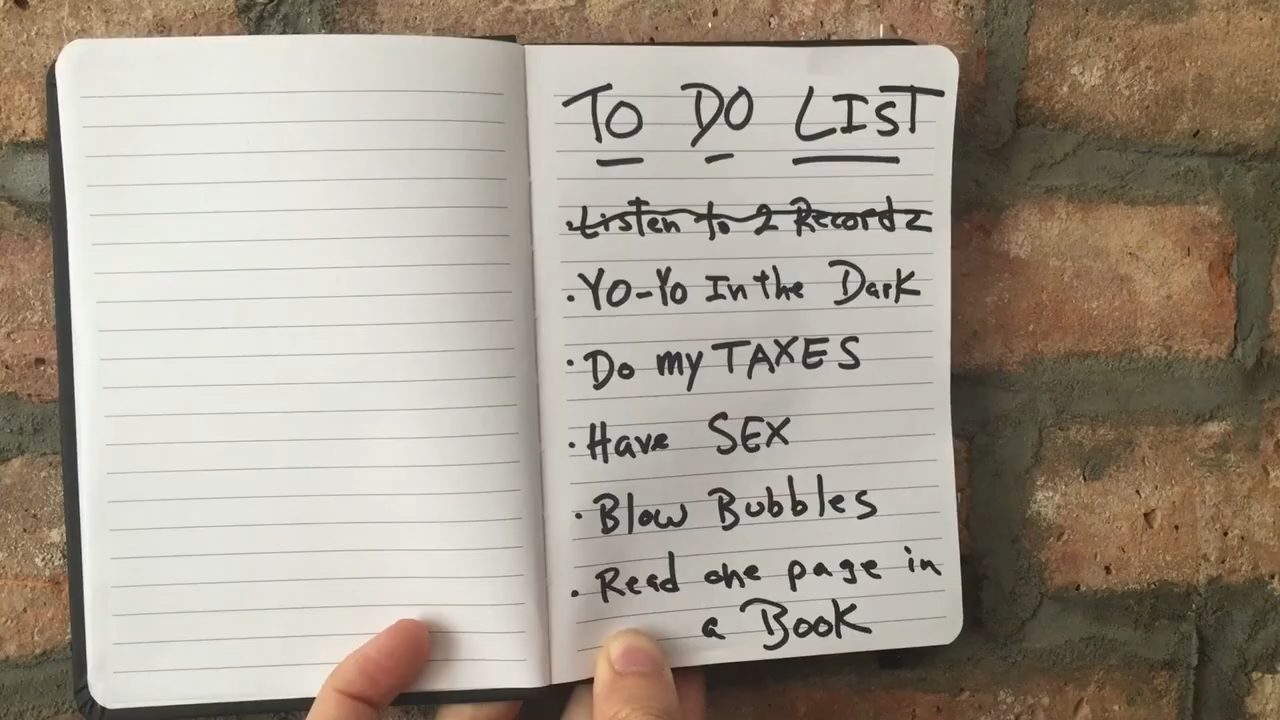 TO DO LIST
· Listen to 2 Recordz
· Yo-Yo In the Dark
· Do my TAXES
· Have SEX
· Blow Bubbles
· Read one page in
a Book